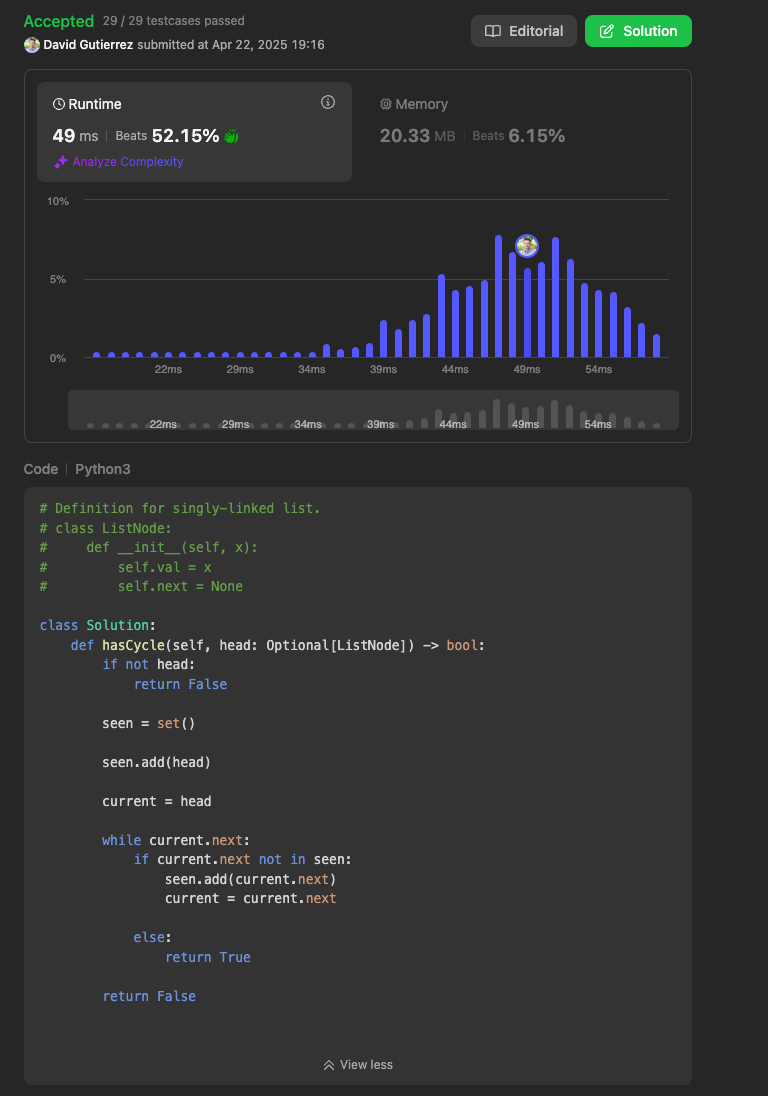 Accepted 29 / 29 testcases passed
David Gutierrez submitted at Apr 22, 2025 19:16
Editorial
Solution
Runtime
49 ms | Beats 52.15%
Analyze Complexity
Memory
20.33 MB | Beats 6.15%
10%
5%
0%
22ms 29ms 34ms 39ms 44ms 49ms 54ms
22ms 29ms 34ms 39ms 44ms 49ms 54ms
Code | Python3
# Definition for singly-linked list.
# class ListNode:
#     def __init__(self, x):
#         self.val = x
#         self.next = None
class Solution:
    def hasCycle(self, head: Optional[ListNode]) -> bool:
        if not head:
            return False
        seen = set()
        seen.add(head)
        current = head
        while current.next:
            if current.next not in seen:
                seen.add(current.next)
                current = current.next
            else:
                return True
        return False
View less